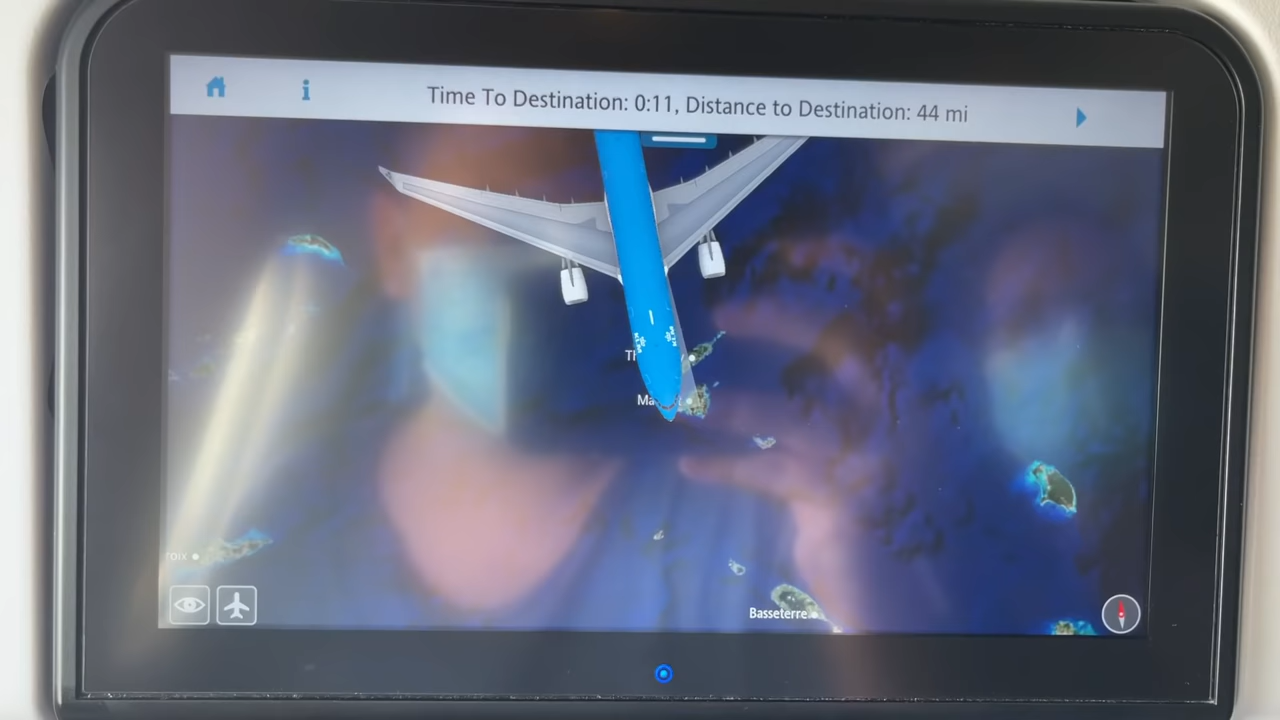 Time To Destination: 0:11, Distance to Destination: 44 mi
Basseterre